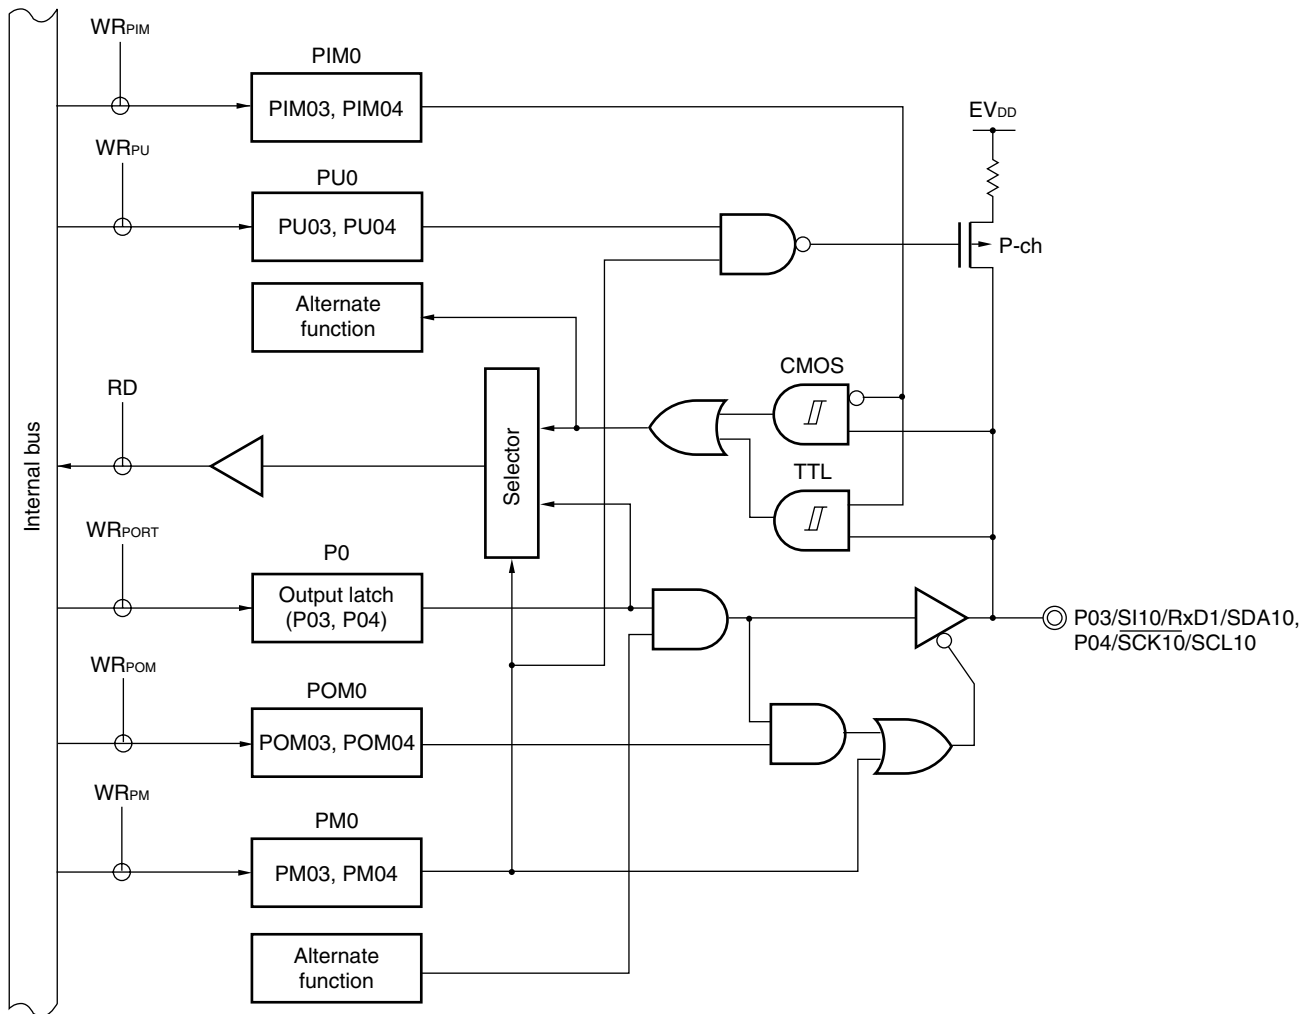 WRPIM
PIM0
PIM03, PIM04
EVDD
WRPU
PU0
PU03, PU04
P-ch
Alternate
function
CMOS
RD
Selector
TTL
Internal bus
WRPORT
P0
Output latch
(P03, P04)
P03/SI10/RxD1/SDA10,
P04/SCK10/SCL10
WRPOM
POM0
POM03, POM04
WRPM
PM0
PM03, PM04
Alternate
function